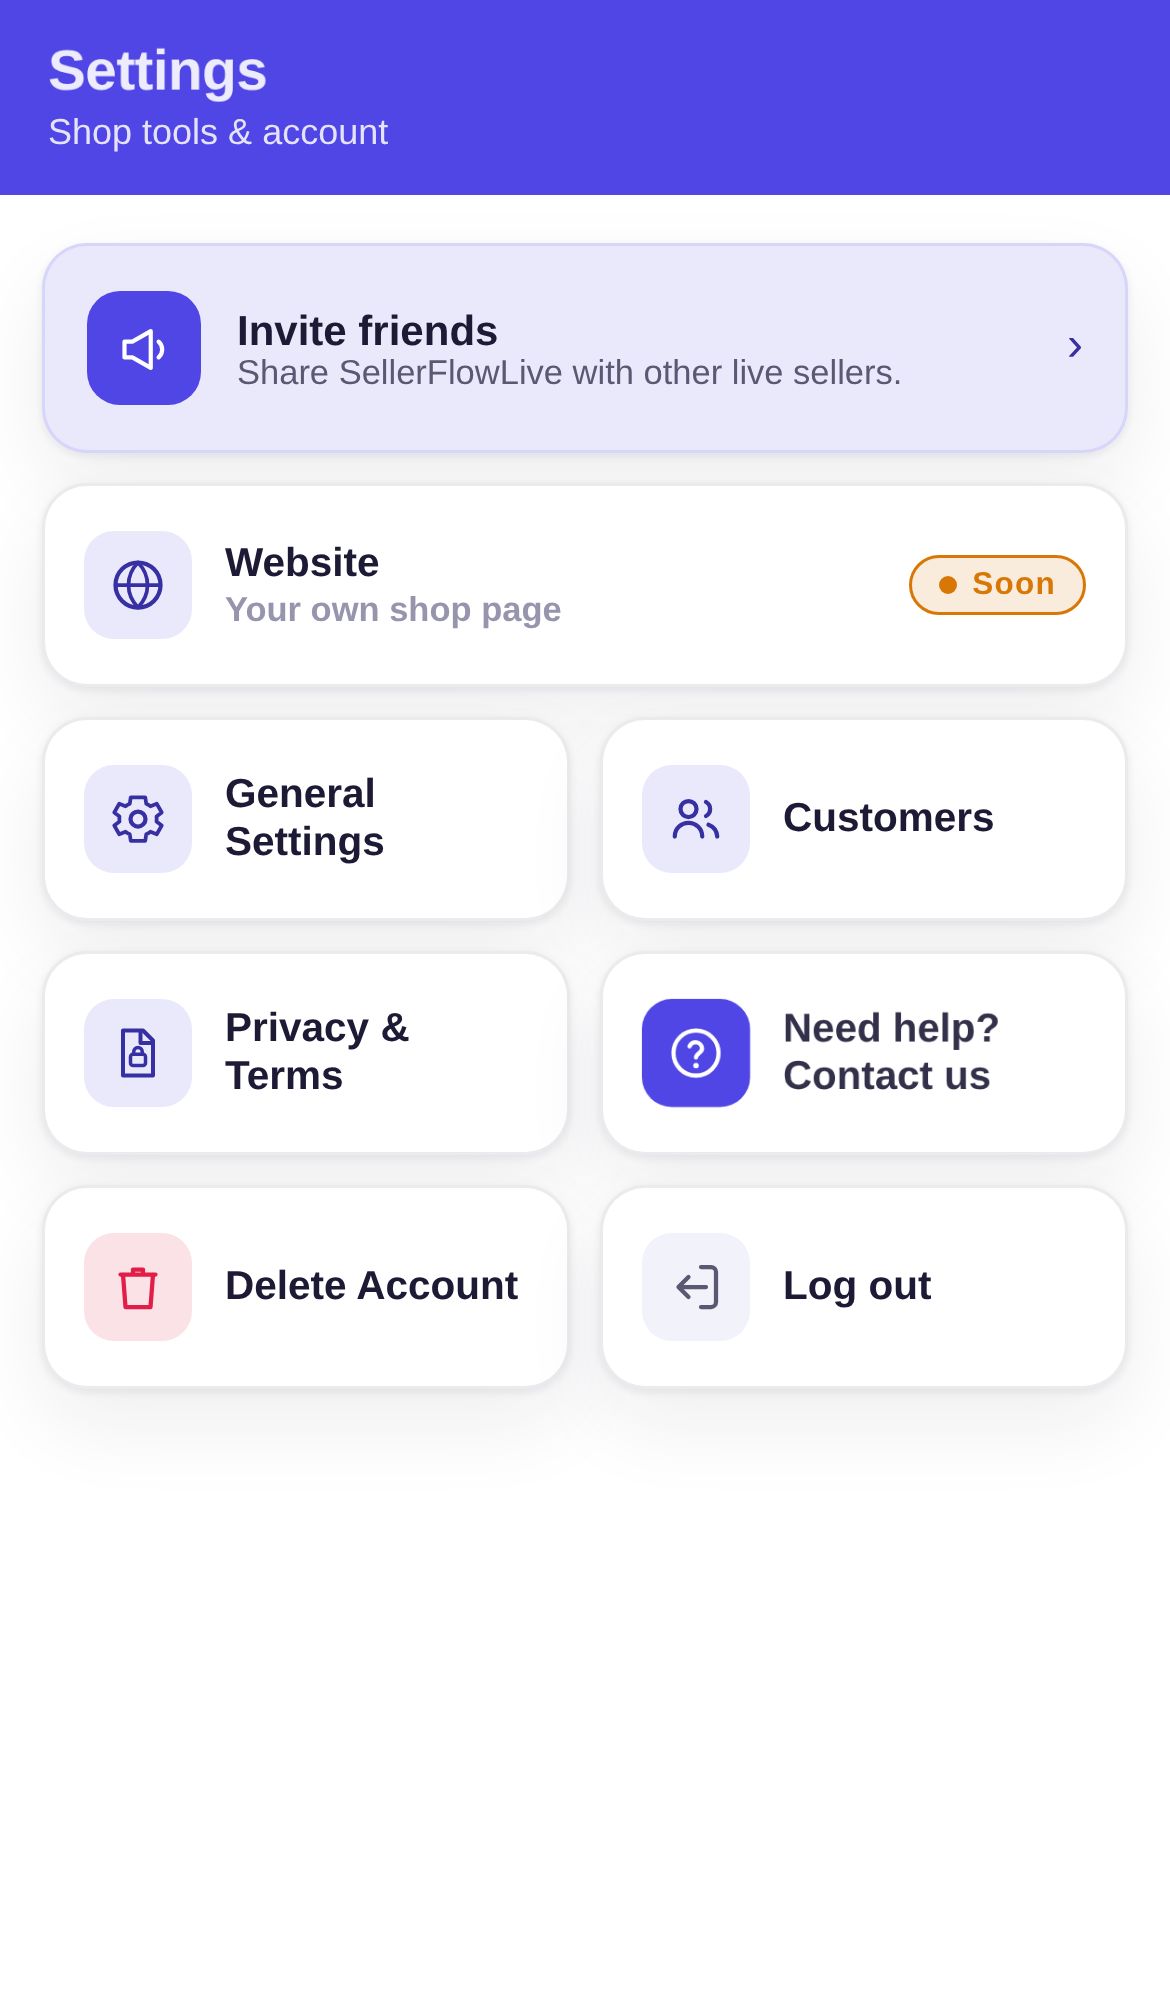 Settings
Shop tools & account
Invite friends
Share SellerFlowLive with other live sellers.
›
Website
Your own shop page
Soon
General
Settings
Customers
Privacy &
Terms
Need help?
Contact us
Delete Account
Log out